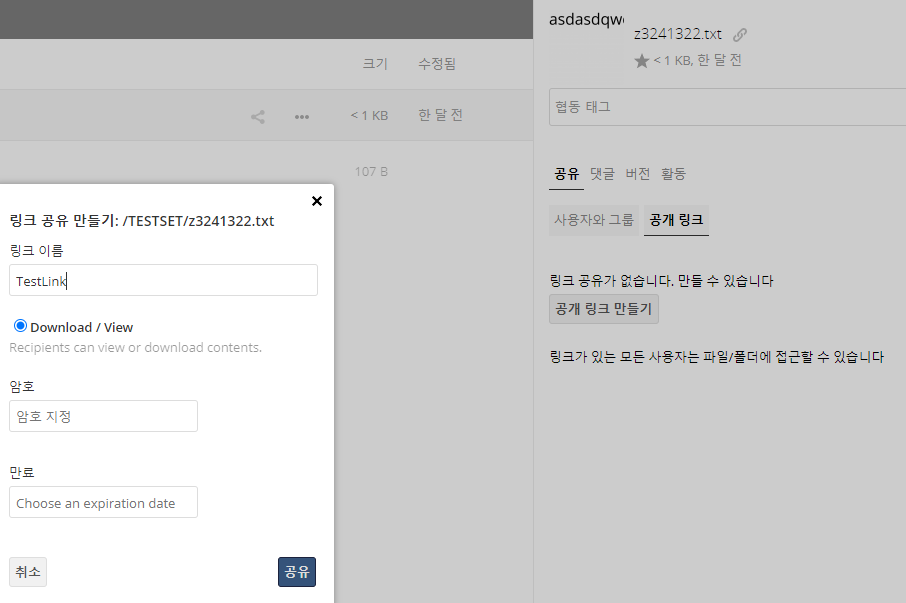 크기 수정됨
< 1 KB 한 달 전
107 B
링크 공유 만들기: /TESTSET/z3241322.txt
링크 이름
TestLink
Download / View
Recipients can view or download contents.
암호
암호 지정
만료
Choose an expiration date
취소 공유
asdasdqw
z3241322.txt
< 1 KB, 한 달 전
협동 태그
공유 댓글 버전 활동
사용자와 그룹 공개 링크
링크 공유가 없습니다. 만들 수 있습니다
공개 링크 만들기
링크가 있는 모든 사용자는 파일/폴더에 접근할 수 있습니다